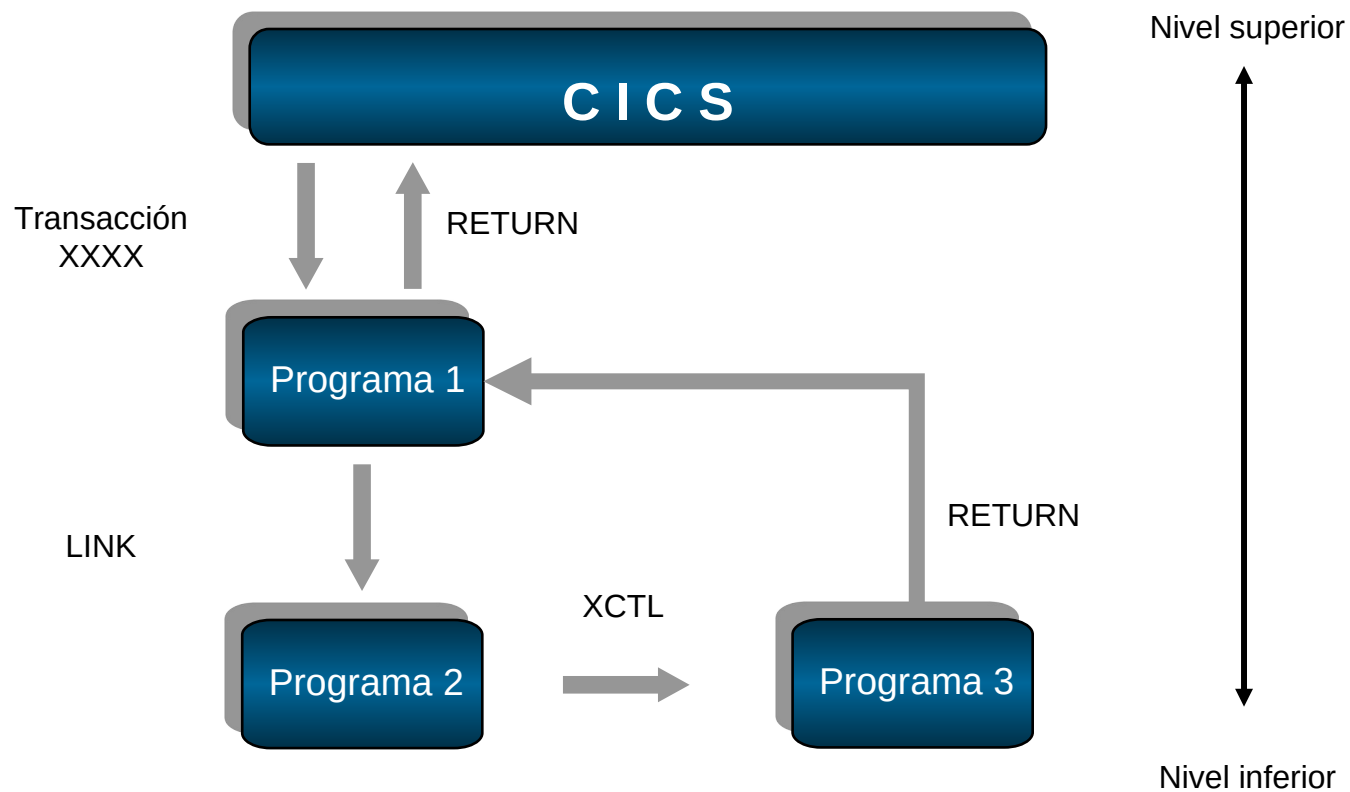 Nivel superior
C I C S
Transacción
XXXX
RETURN
Programa 1
RETURN
LINK
XCTL
Programa 2
Programa 3
Nivel inferior